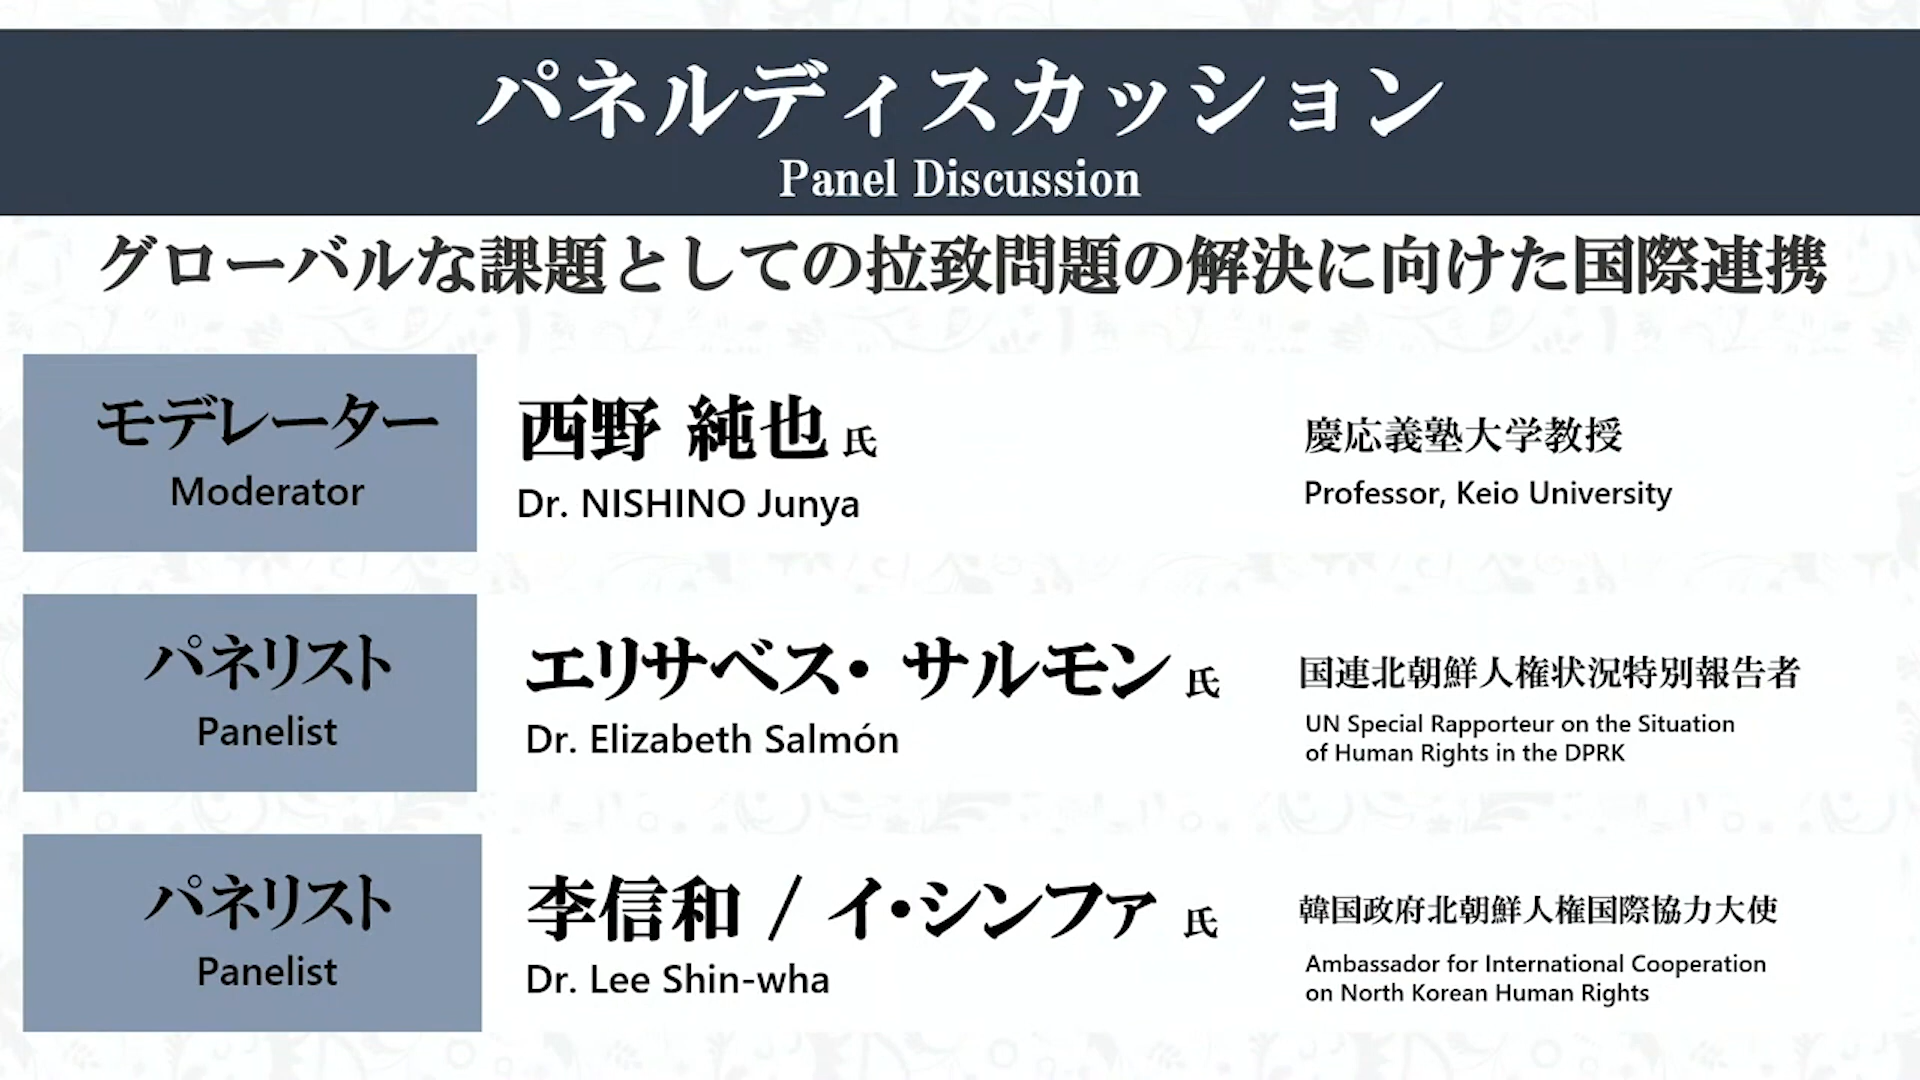 パネルディスカッション
Panel Discussion
グローバルな課題としての拉致問題の解決に向けた国際連携
モデレーター
Moderator
西野 純也 氏
Dr. NISHINO Junya
慶応義塾大学教授
Professor, Keio University
パネリスト
Panelist
エリサベス・ サルモン 氏
Dr. Elizabeth Salmón
国連北朝鮮人権状況特別報告者
UN Special Rapporteur on the Situation
of Human Rights in the DPRK
パネリスト
Panelist
李信和 / イ・シンファ 氏
Dr. Lee Shin-wha
韓国政府北朝鮮人権国際協力大使
Ambassador for International Cooperation
on North Korean Human Rights